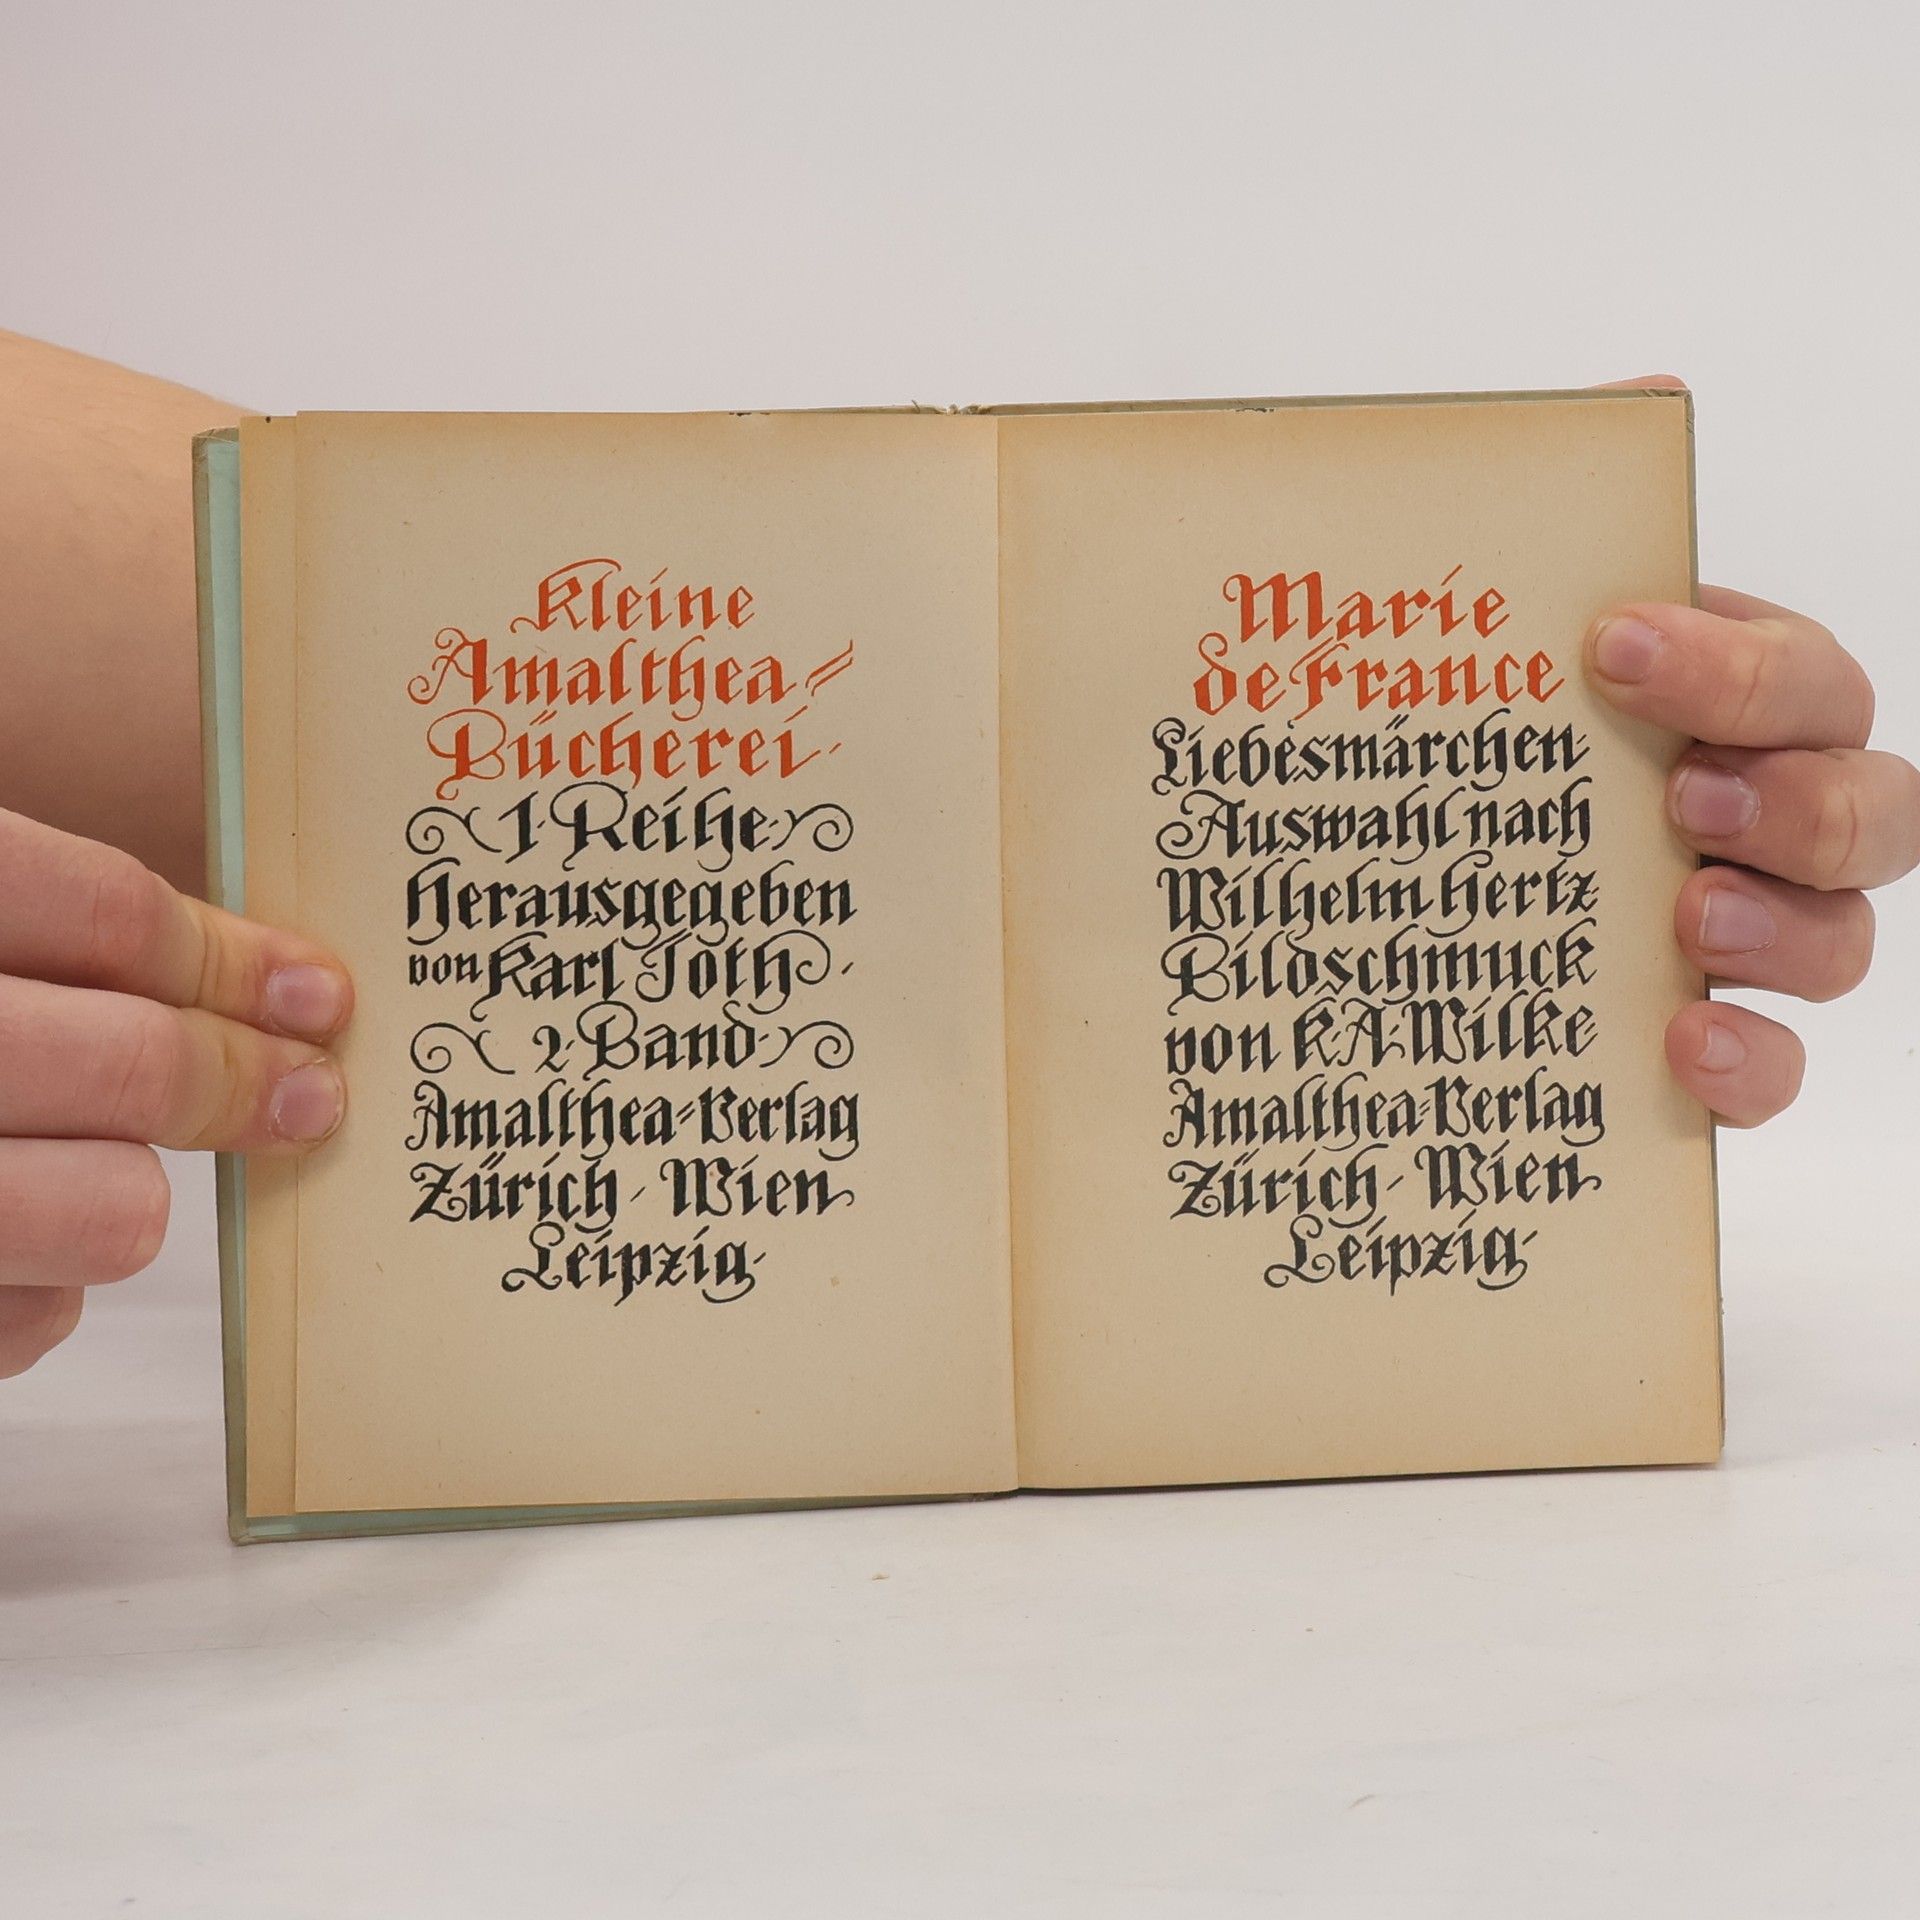 Kleine
Amalthea=
Bücherei.
1. Reihe.
Herausgegeben
von Karl Toth.
2. Band.
Amalthea=Verlag
Zürich · Wien
Leipzig.
Marie
de France
Liebesmärchen.
Auswahl nach
Wilhelm Hertz.
Bildschmuck
von K. A. Wilke.
Amalthea=Verlag
Zürich · Wien
Leipzig.